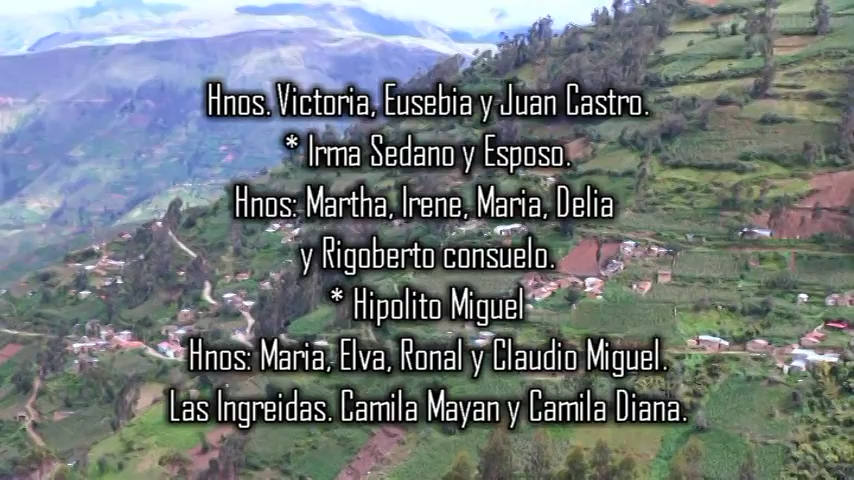 Hnos. Victoria, Eusebia y Juan Castro.
* Irma Sedano y Esposo.
Hnos: Martha, Irene, Maria, Delia
y Rigoberto consuelo.
* Hipolito Miguel
Hnos: Maria, Elva, Ronal y Claudio Miguel.
Las Ingreidas. Camila Mayan y Camila Diana.